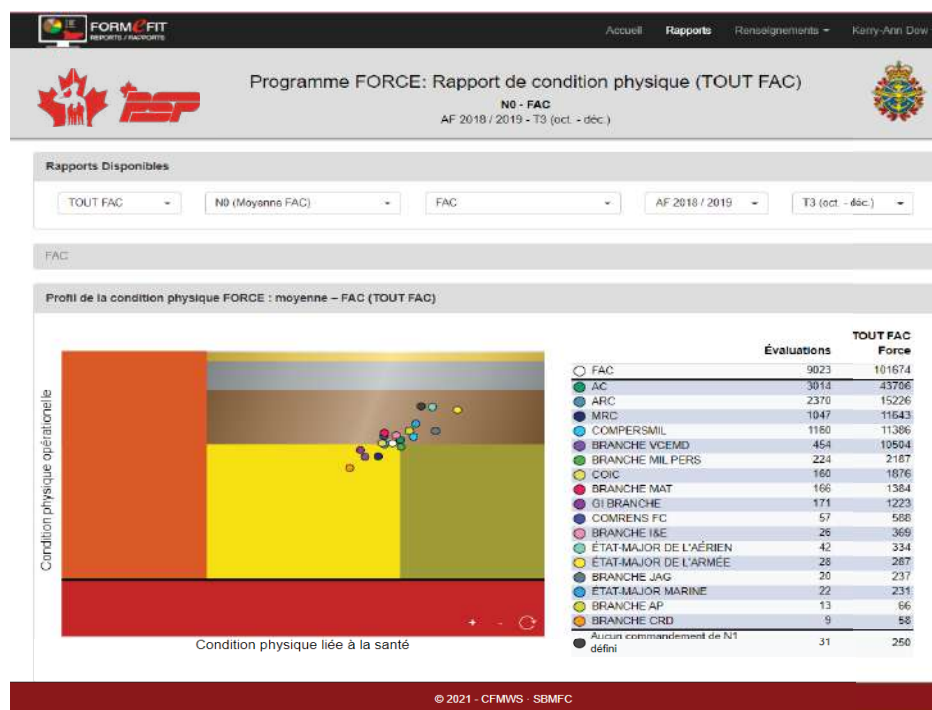 FORMeFIT
REPORTS / RAPPORTS
Accueil Rapports Renseignements Kerry-Ann Dow
PSP
Programme FORCE: Rapport de condition physique (TOUT FAC)
N0 - FAC
AF 2018 / 2019 - T3 (oct. - déc.)
Rapports Disponibles
TOUT FAC N0 (Moyenne FAC) FAC AF 2018 / 2019 T3 (oct. - déc.)
FAC
Profil de la condition physique FORCE : moyenne – FAC (TOUT FAC)
Condition physique opérationelle
Condition physique liée à la santé
+ -
TOUT FAC
Évaluations Force
FAC 9023 101674
AC 3014 43706
ARC 2370 15226
MRC 1047 11643
COMPERSMIL 1160 11386
BRANCHE VCEMD 454 10504
BRANCHE MIL PERS 224 2187
COIC 160 1876
BRANCHE MAT 166 1384
GI BRANCHE 171 1223
COMRENS FC 57 588
BRANCHE I&E 26 369
ÉTAT-MAJOR DE L'AÉRIEN 42 334
ÉTAT-MAJOR DE L'ARMÉE 28 287
BRANCHE JAG 20 237
ÉTAT-MAJOR MARINE 22 231
BRANCHE AP 13 66
BRANCHE CRD 9 58
Aucun commandement de N1
défini 31 250
© 2021 - CFMWS - SBMFC